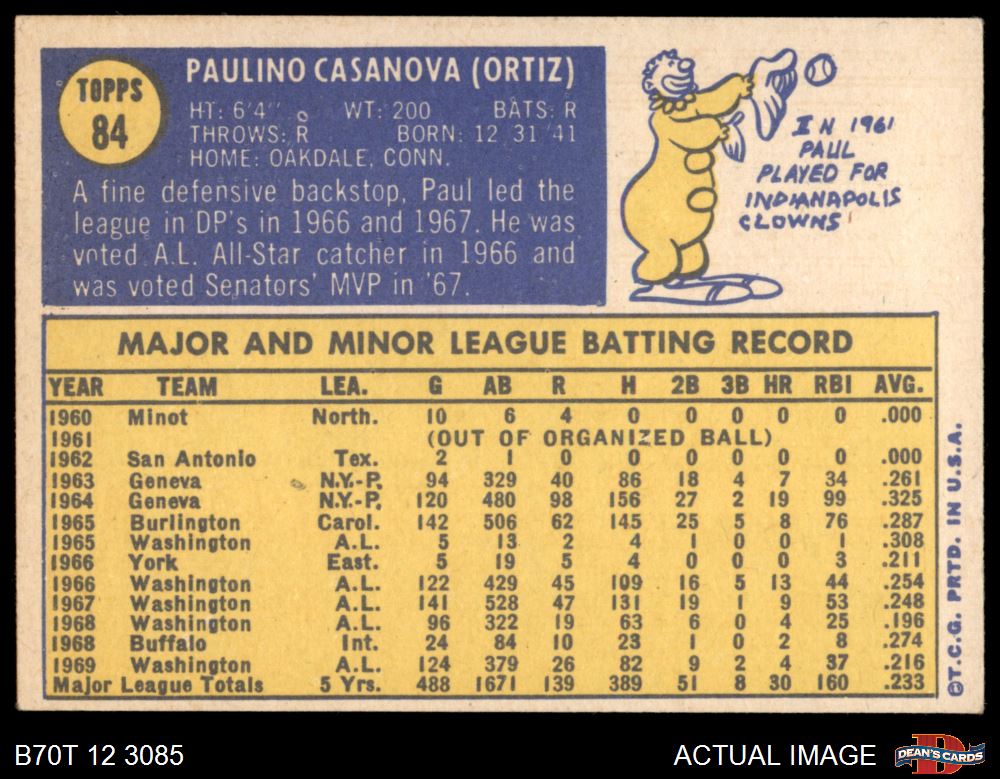 TOPPS
84
PAULINO CASANOVA (ORTIZ)
HT: 6'4" WT: 200 BATS: R
THROWS: R BORN: 12 31 '41
HOME: OAKDALE, CONN.
A fine defensive backstop, Paul led the
league in DP's in 1966 and 1967. He was
voted A.L. All-Star catcher in 1966 and
was voted Senators' MVP in '67.
IN 1961
PAUL
PLAYED FOR
INDIANAPOLIS
CLOWNS
MAJOR AND MINOR LEAGUE BATTING RECORD
YEAR TEAM LEA. G AB R H 2B 3B HR RBI AVG.
1960 Minot North. 10 6 4 0 0 0 0 0 .000
1961 (OUT OF ORGANIZED BALL)
1962 San Antonio Tex. 2 1 0 0 0 0 0 0 .000
1963 Geneva N.Y.-P. 94 329 40 86 18 4 7 34 .261
1964 Geneva N.Y.-P. 120 480 98 156 27 2 19 99 .325
1965 Burlington Carol. 142 506 62 145 25 5 8 76 .287
1965 Washington A.L. 5 13 2 4 1 0 0 1 .308
1966 York East. 5 19 5 4 0 0 0 3 .211
1966 Washington A.L. 122 429 45 109 16 5 13 44 .254
1967 Washington A.L. 141 528 47 131 19 1 9 53 .248
1968 Washington A.L. 96 322 19 63 6 0 4 25 .196
1968 Buffalo Int. 24 84 10 23 1 0 2 8 .274
1969 Washington A.L. 124 379 26 82 9 2 4 37 .216
Major League Totals 5 Yrs. 488 1671 139 389 51 8 30 160 .233
©T.C.G. PRTD. IN U.S.A.
B70T 12 3085
ACTUAL IMAGE
D
DEAN'S CARDS